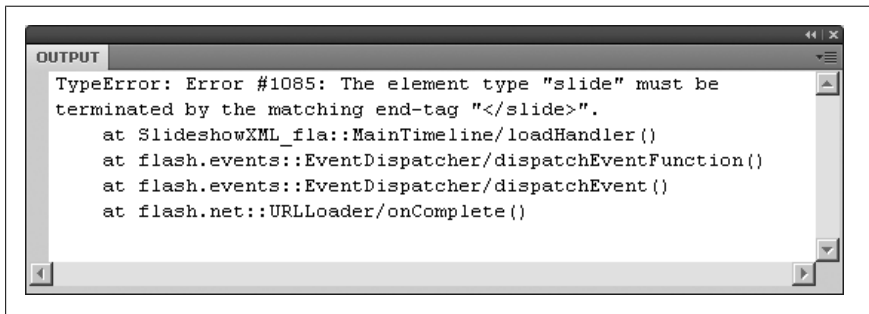 OUTPUT
TypeError: Error #1085: The element type "slide" must be
terminated by the matching end-tag "</slide>".
at SlideshowXML_fla::MainTimeline/loadHandler()
at flash.events::EventDispatcher/dispatchEventFunction()
at flash.events::EventDispatcher/dispatchEvent()
at flash.net::URLLoader/onComplete()